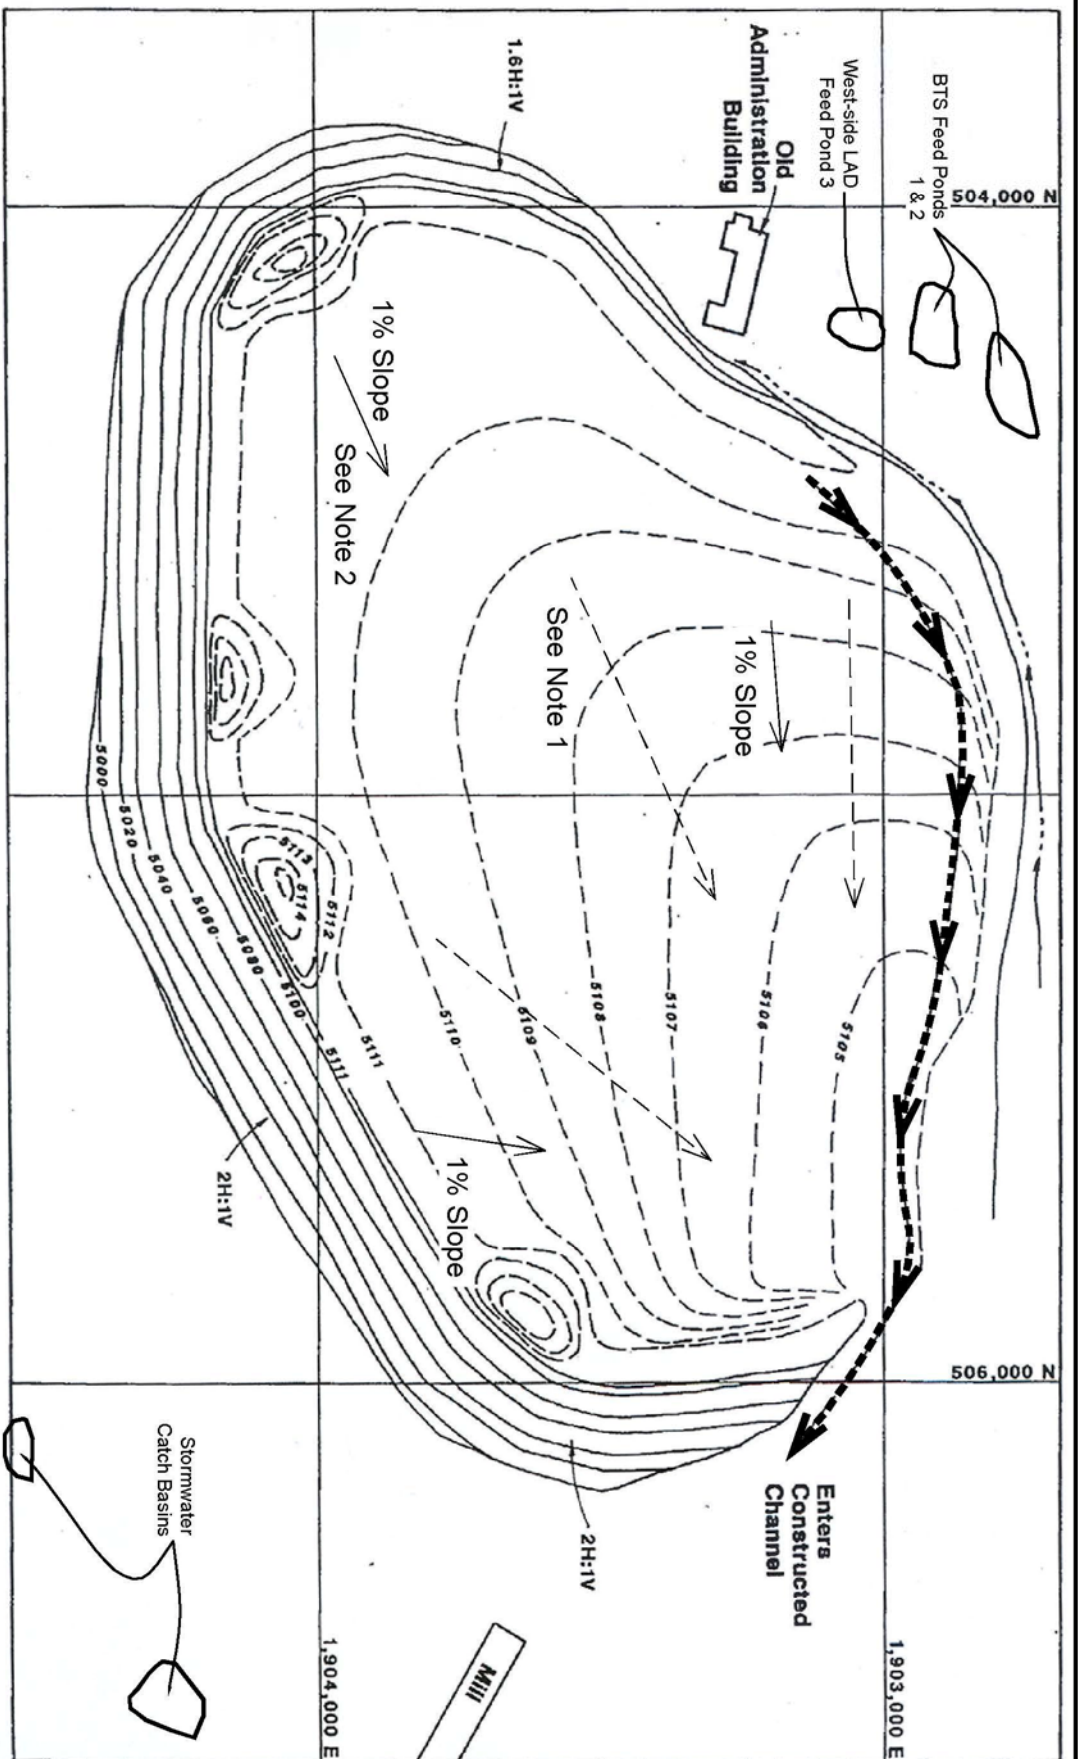 BTS Feed Ponds
1 & 2
West-side LAD
Feed Pond 3
Old
Administration
Building
504,000 N
1.6H:1V
1% Slope
See Note 2
1% Slope
See Note 1
5000
5020
5040
5060
5080
5100
5111
5113
5114
5112
5111
5110
5109
5108
5107
5106
5105
1% Slope
2H:1V
506,000 N
Enters
Constructed
Channel
2H:1V
Stormwater
Catch Basins
Mill
1,904,000 E
1,903,000 E